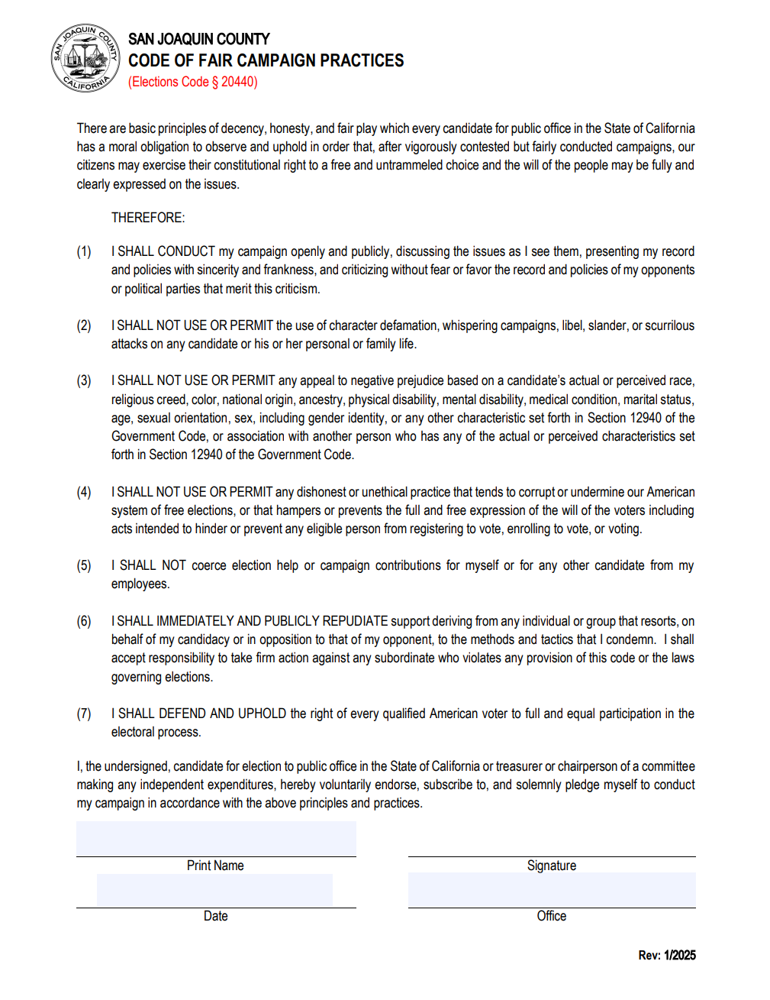 SAN JOAQUIN COUNTY
CALIFORNIA
SAN JOAQUIN COUNTY
CODE OF FAIR CAMPAIGN PRACTICES
(Elections Code § 20440)
There are basic principles of decency, honesty, and fair play which every candidate for public office in the State of California
has a moral obligation to observe and uphold in order that, after vigorously contested but fairly conducted campaigns, our
citizens may exercise their constitutional right to a free and untrammeled choice and the will of the people may be fully and
clearly expressed on the issues.
THEREFORE:
(1) I SHALL CONDUCT my campaign openly and publicly, discussing the issues as I see them, presenting my record
and policies with sincerity and frankness, and criticizing without fear or favor the record and policies of my opponents
or political parties that merit this criticism.
(2) I SHALL NOT USE OR PERMIT the use of character defamation, whispering campaigns, libel, slander, or scurrilous
attacks on any candidate or his or her personal or family life.
(3) I SHALL NOT USE OR PERMIT any appeal to negative prejudice based on a candidate's actual or perceived race,
religious creed, color, national origin, ancestry, physical disability, mental disability, medical condition, marital status,
age, sexual orientation, sex, including gender identity, or any other characteristic set forth in Section 12940 of the
Government Code, or association with another person who has any of the actual or perceived characteristics set
forth in Section 12940 of the Government Code.
(4) I SHALL NOT USE OR PERMIT any dishonest or unethical practice that tends to corrupt or undermine our American
system of free elections, or that hampers or prevents the full and free expression of the will of the voters including
acts intended to hinder or prevent any eligible person from registering to vote, enrolling to vote, or voting.
(5) I SHALL NOT coerce election help or campaign contributions for myself or for any other candidate from my
employees.
(6) I SHALL IMMEDIATELY AND PUBLICLY REPUDIATE support deriving from any individual or group that resorts, on
behalf of my candidacy or in opposition to that of my opponent, to the methods and tactics that I condemn. I shall
accept responsibility to take firm action against any subordinate who violates any provision of this code or the laws
governing elections.
(7) I SHALL DEFEND AND UPHOLD the right of every qualified American voter to full and equal participation in the
electoral process.
I, the undersigned, candidate for election to public office in the State of California or treasurer or chairperson of a committee
making any independent expenditures, hereby voluntarily endorse, subscribe to, and solemnly pledge myself to conduct
my campaign in accordance with the above principles and practices.
Print Name
Signature
Date
Office
Rev: 1/2025